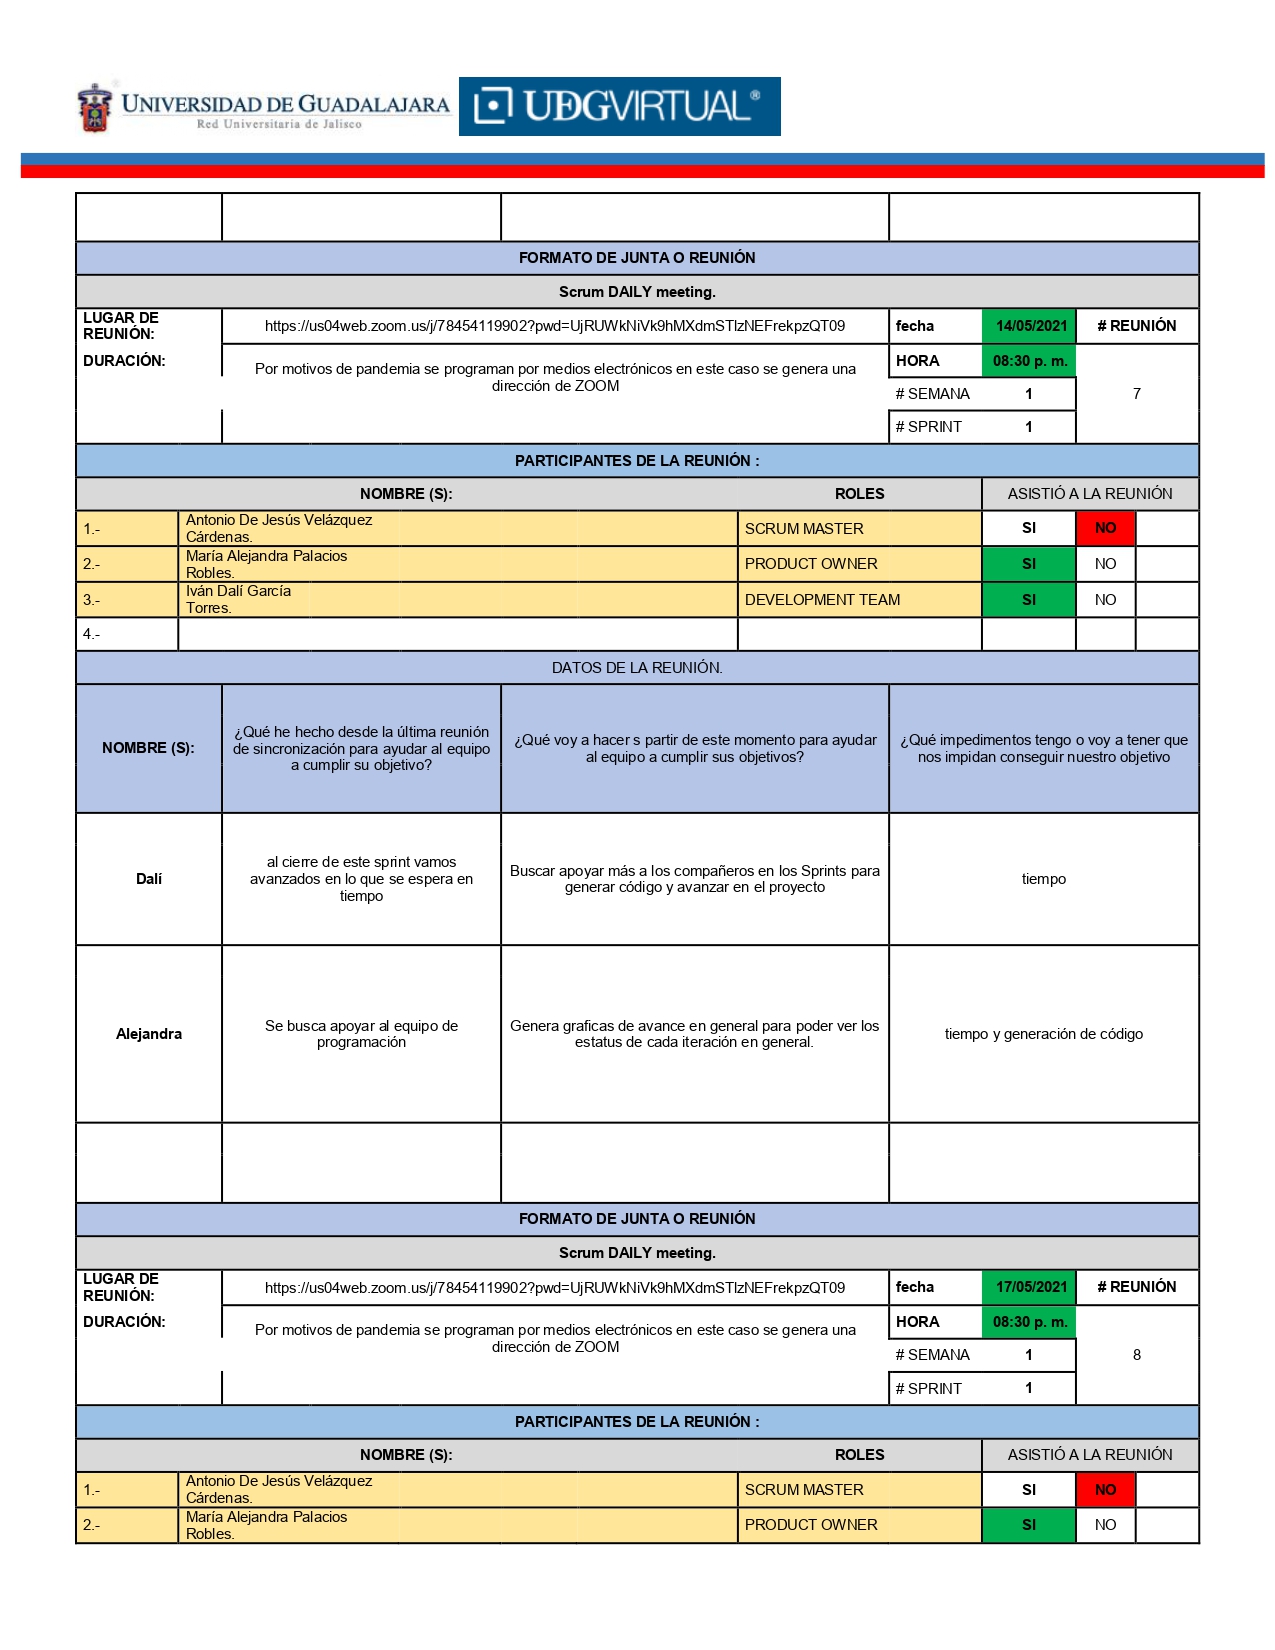 UNIVERSIDAD DE GUADALAJARA
Red Universitaria de Jalisco
UDGVIRTUAL®
FORMATO DE JUNTA O REUNIÓN
Scrum DAILY meeting.
LUGAR DE
REUNIÓN:
https://us04web.zoom.us/j/78454119902?pwd=UjRUWkNiVk9hMXdmSTlzNEFrekpzQT09
fecha
14/05/2021
# REUNIÓN
DURACIÓN:
Por motivos de pandemia se programan por medios electrónicos en este caso se genera una
dirección de ZOOM
HORA
08:30 p. m.
# SEMANA
1
7
# SPRINT
1
PARTICIPANTES DE LA REUNIÓN :
NOMBRE (S):
ROLES
ASISTIÓ A LA REUNIÓN
1.-
Antonio De Jesús Velázquez
Cárdenas.
SCRUM MASTER
SI
NO
2.-
María Alejandra Palacios
Robles.
PRODUCT OWNER
SI
NO
3.-
Iván Dalí García
Torres.
DEVELOPMENT TEAM
SI
NO
4.-
DATOS DE LA REUNIÓN.
NOMBRE (S):
¿Qué he hecho desde la última reunión
de sincronización para ayudar al equipo
a cumplir su objetivo?
¿Qué voy a hacer s partir de este momento para ayudar
al equipo a cumplir sus objetivos?
¿Qué impedimentos tengo o voy a tener que
nos impidan conseguir nuestro objetivo
Dalí
al cierre de este sprint vamos
avanzados en lo que se espera en
tiempo
Buscar apoyar más a los compañeros en los Sprints para
generar código y avanzar en el proyecto
tiempo
Alejandra
Se busca apoyar al equipo de
programación
Genera graficas de avance en general para poder ver los
estatus de cada iteración en general.
tiempo y generación de código
FORMATO DE JUNTA O REUNIÓN
Scrum DAILY meeting.
LUGAR DE
REUNIÓN:
https://us04web.zoom.us/j/78454119902?pwd=UjRUWkNiVk9hMXdmSTlzNEFrekpzQT09
fecha
17/05/2021
# REUNIÓN
DURACIÓN:
Por motivos de pandemia se programan por medios electrónicos en este caso se genera una
dirección de ZOOM
HORA
08:30 p. m.
# SEMANA
1
8
# SPRINT
1
PARTICIPANTES DE LA REUNIÓN :
NOMBRE (S):
ROLES
ASISTIÓ A LA REUNIÓN
1.-
Antonio De Jesús Velázquez
Cárdenas.
SCRUM MASTER
SI
NO
2.-
María Alejandra Palacios
Robles.
PRODUCT OWNER
SI
NO